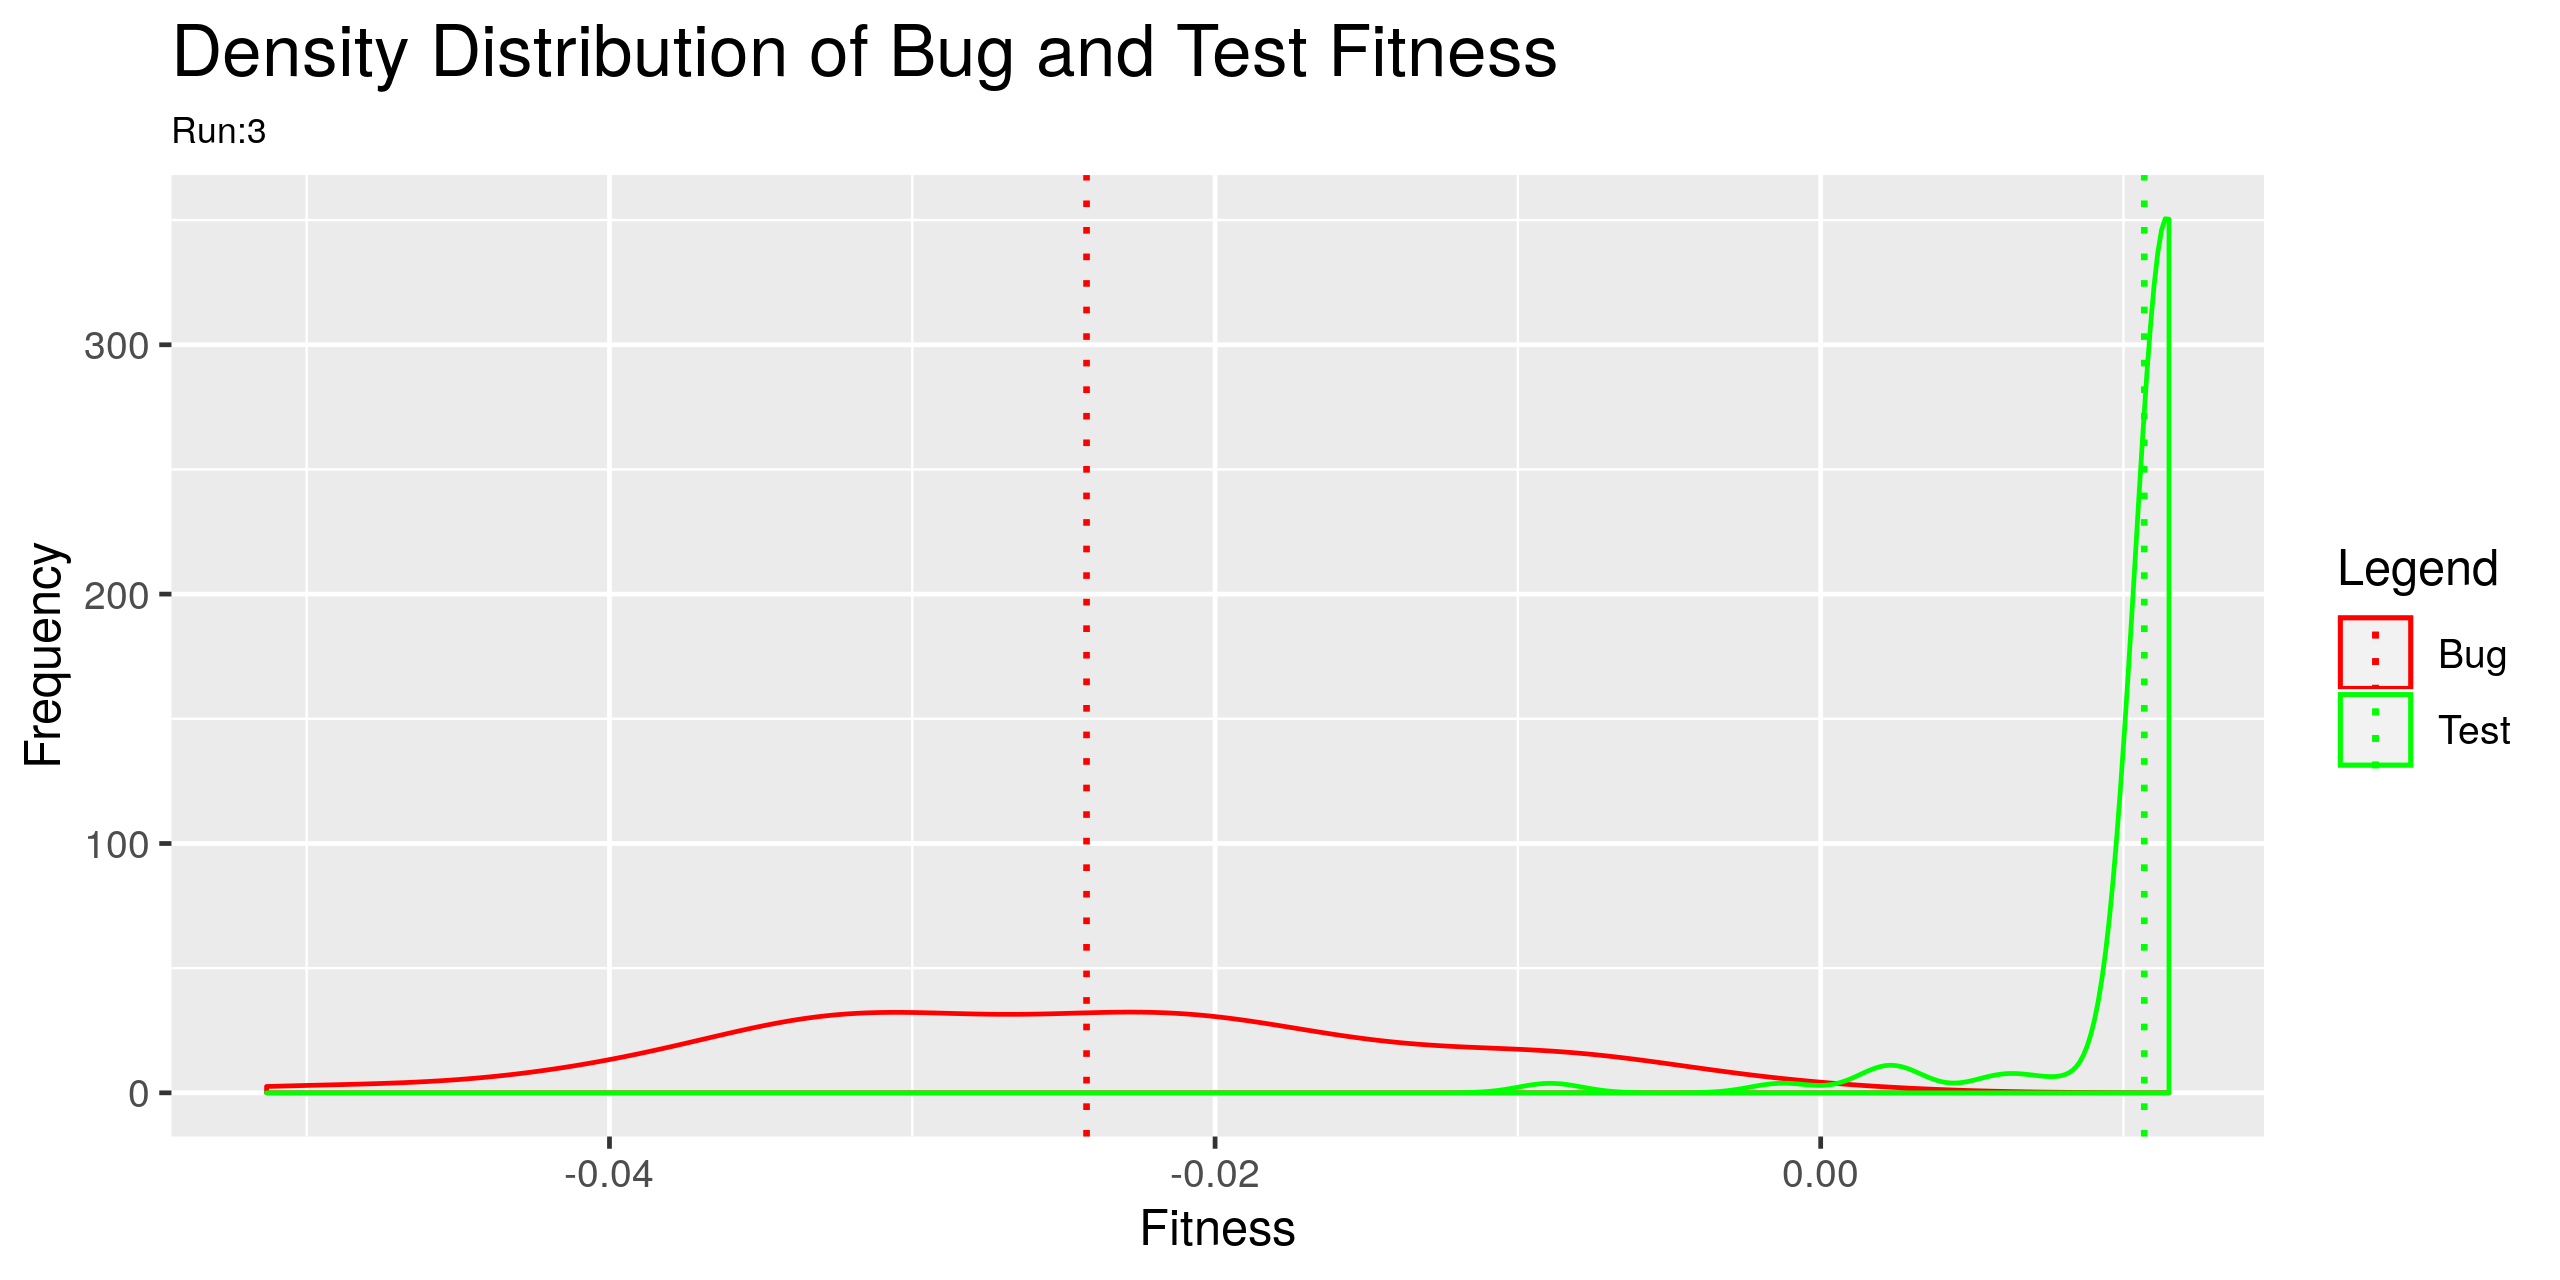 Density Distribution of Bug and Test Fitness
Run:3
Frequency
300
200
100
0
-0.04
-0.02
0.00
Fitness
Legend
Bug
Test